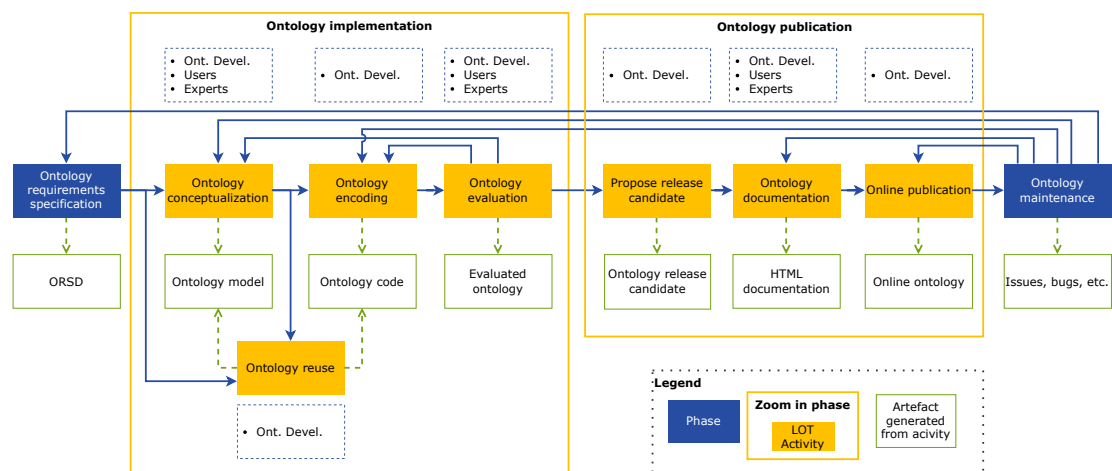 Ontology implementation
Ontology publication
• Ont. Devel.
• Users
• Experts
• Ont. Devel.
• Ont. Devel.
• Users
• Experts
• Ont. Devel.
• Ont. Devel.
• Users
• Experts
• Ont. Devel.
Ontology
requirements
specification
Ontology
conceptualization
Ontology
encoding
Ontology
evaluation
Propose release
candidate
Ontology
documentation
Online publication
Ontology
maintenance
ORSD
Ontology model
Ontology code
Evaluated
ontology
Ontology release
candidate
HTML
documentation
Online ontology
Issues, bugs, etc.
Ontology reuse
• Ont. Devel.
Legend
Phase
Zoom in phase
LOT
Activity
Artefact
generated
from acivity